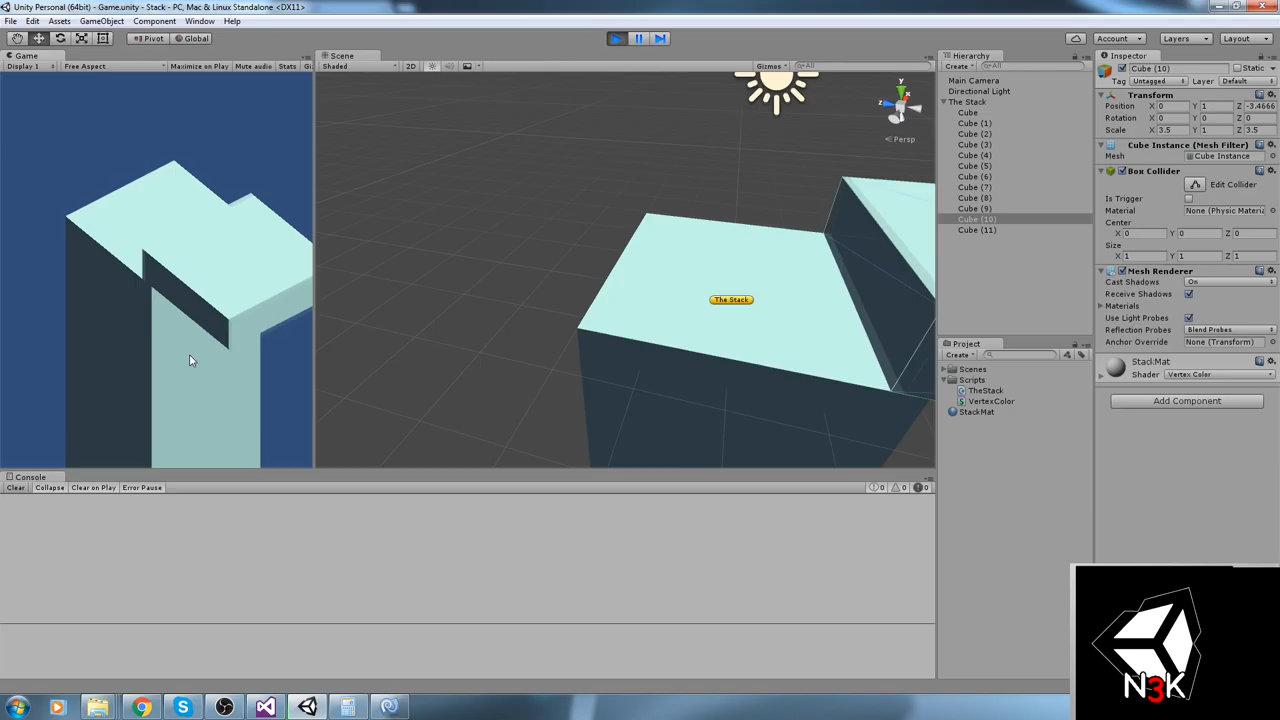 Unity Personal (64bit) - Game.unity - Stack - PC, Mac & Linux Standalone <DX11>
File Edit Assets GameObject Component Window Help
Pivot Global Account Layers Layout
Game
Display 1 Free Aspect Maximize on Play Mute audio Stats Gi
Scene
Shaded 2D Gizmos All
y
x
z
Persp
The Stack
Hierarchy
Create All
Main Camera
Directional Light
The Stack
Cube
Cube (1)
Cube (2)
Cube (3)
Cube (4)
Cube (5)
Cube (6)
Cube (7)
Cube (8)
Cube (9)
Cube (10)
Cube (11)
Project
Create
Scenes
Scripts
TheStack
VertexColor
StackMat
Inspector
Cube (10) Static
Tag Untagged Layer Default
Transform
Position X 0 Y 1 Z -3.4666
Rotation X 0 Y 0 Z 0
Scale X 3.5 Y 1 Z 3.5
Cube Instance (Mesh Filter)
Mesh Cube Instance
Box Collider
Edit Collider
Is Trigger
Material None (Physic Materia
Center
X 0 Y 0 Z 0
Size
X 1 Y 1 Z 1
Mesh Renderer
Cast Shadows On
Receive Shadows
Materials
Use Light Probes
Reflection Probes Blend Probes
Anchor Override None (Transform)
StackMat
Shader Vertex Color
Add Component
Console
Clear Collapse Clear on Play Error Pause 0 0 0
N3K